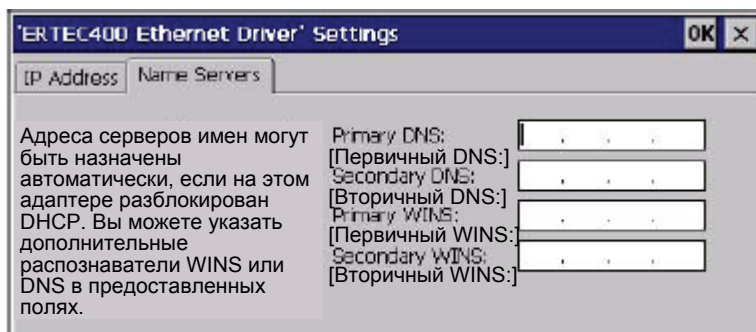 'ERTEC400 Ethernet Driver' Settings
OK ×
IP Address
Name Servers
Адреса серверов имен могут
быть назначены
автоматически, если на этом
адаптере разблокирован
DHCP. Вы можете указать
дополнительные
распознаватели WINS или
DNS в предоставленных
полях.
Primary DNS:
[Первичный DNS:]
Secondary DNS:
[Вторичный DNS:]
Primary WINS:
[Первичный WINS:]
Secondary WINS:
[Вторичный WINS:]